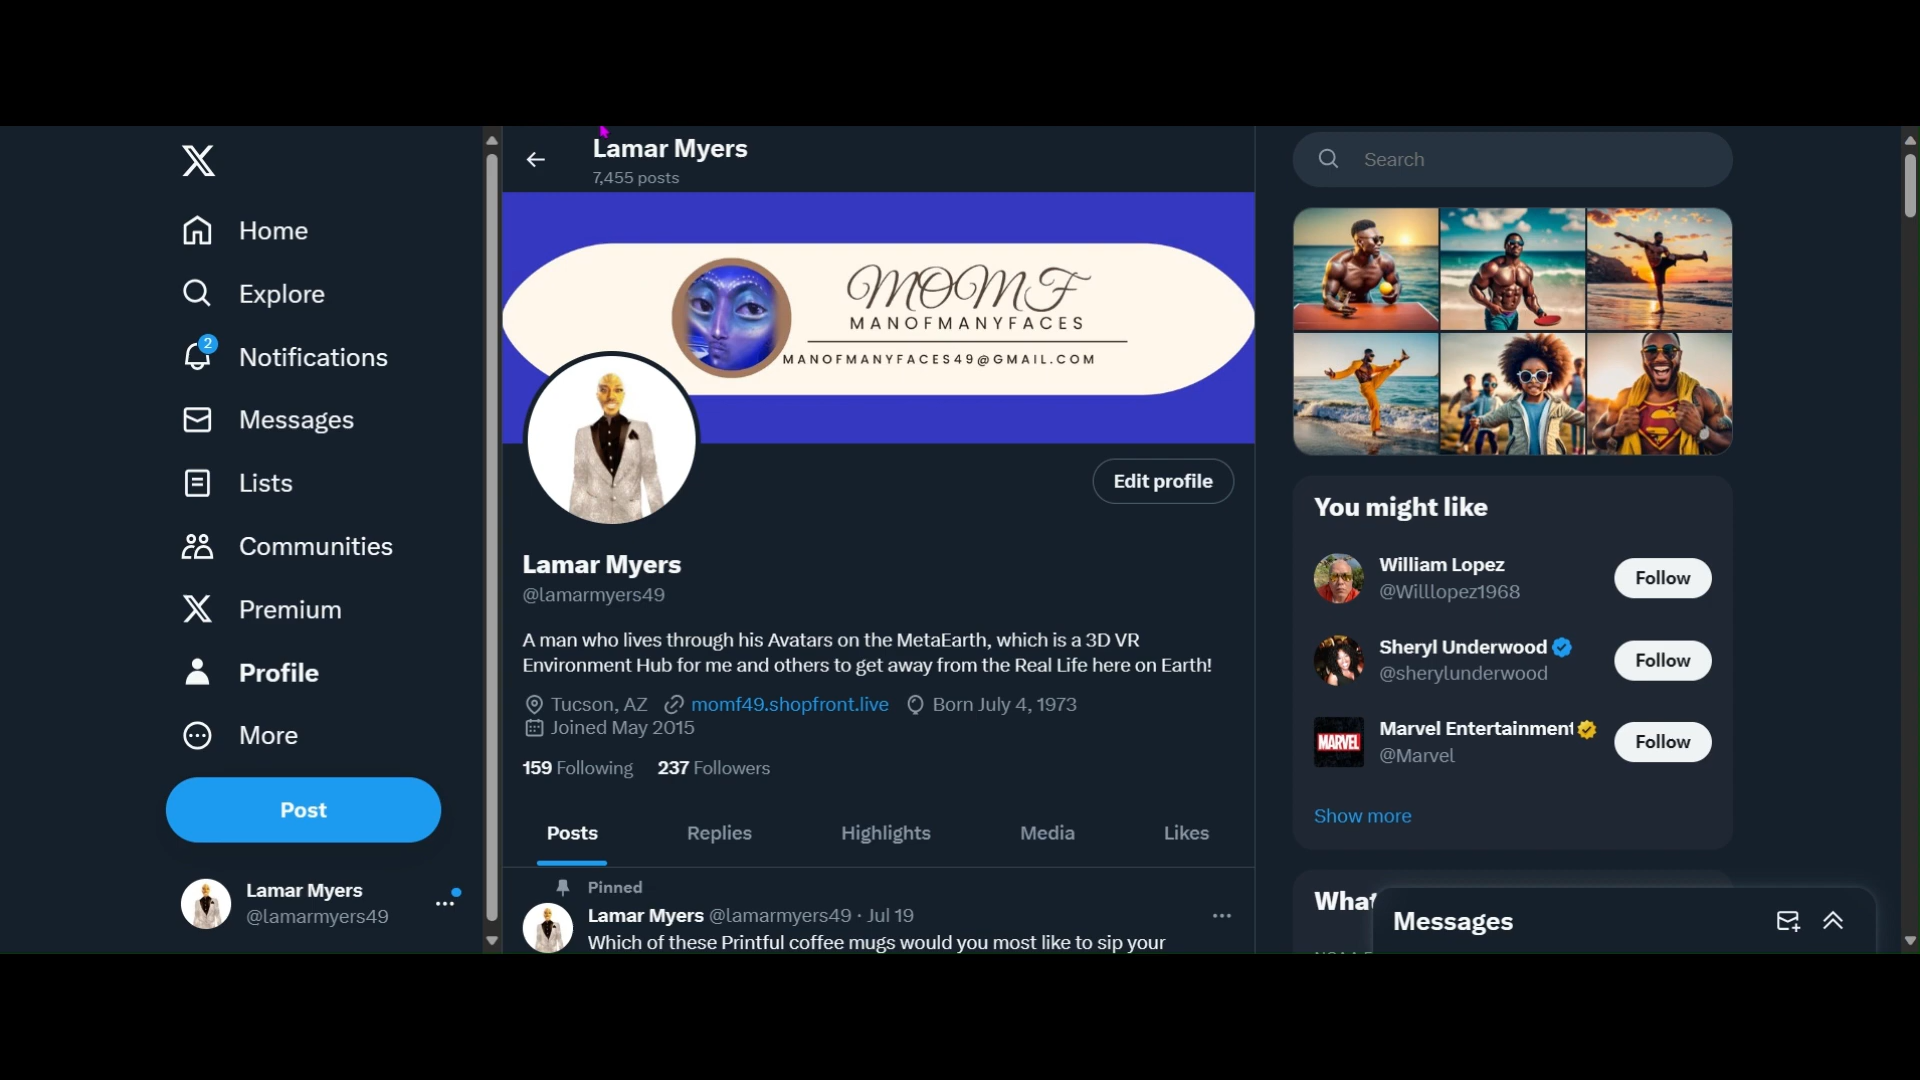 X
Home
Explore
2
Notifications
Messages
Lists
Communities
Premium
Profile
More
Post
Lamar Myers
@lamarmyers49
Lamar Myers
7,455 posts
MOMF
MANOFMANYFACES
MANOFMANYFACES49@GMAIL.COM
Edit profile
Lamar Myers
@lamarmyers49
A man who lives through his Avatars on the MetaEarth, which is a 3D VR
Environment Hub for me and others to get away from the Real Life here on Earth!
Tucson, AZ momf49.shopfront.live Born July 4, 1973
Joined May 2015
159 Following 237 Followers
Posts Replies Highlights Media Likes
Pinned
Lamar Myers @lamarmyers49 · Jul 19
Which of these Printful coffee mugs would you most like to sip your
Search
You might like
William Lopez
@Willlopez1968
Follow
Sheryl Underwood
@sherylunderwood
Follow
MARVEL
Marvel Entertainment
@Marvel
Follow
Show more
Messages